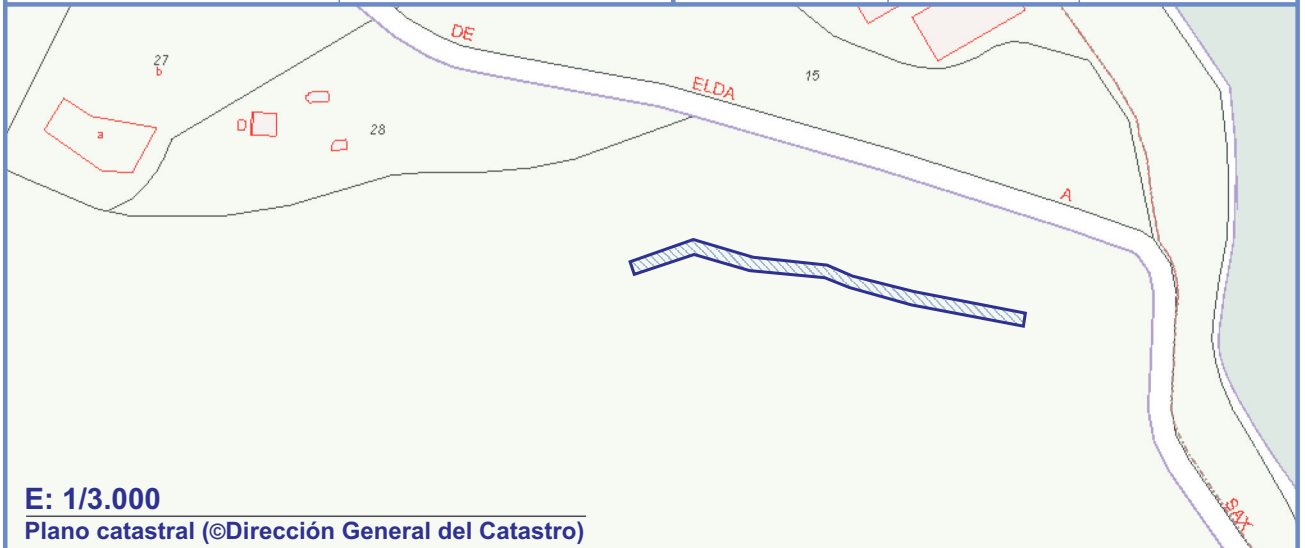 DE
27
b
ELDA
15
a
D
28
A
SAX
E: 1/3.000
Plano catastral (©Dirección General del Catastro)